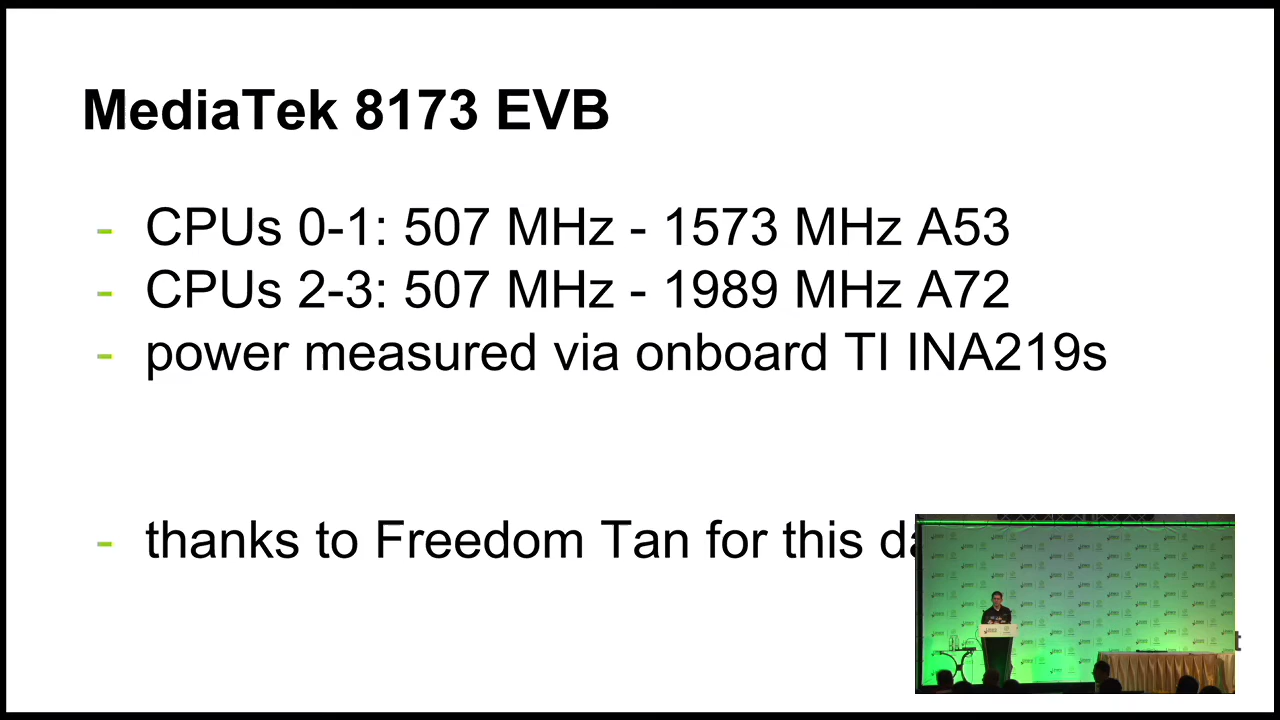 MediaTek 8173 EVB
- CPUs 0-1: 507 MHz - 1573 MHz A53
- CPUs 2-3: 507 MHz - 1989 MHz A72
- power measured via onboard TI INA219s
- thanks to Freedom Tan for this